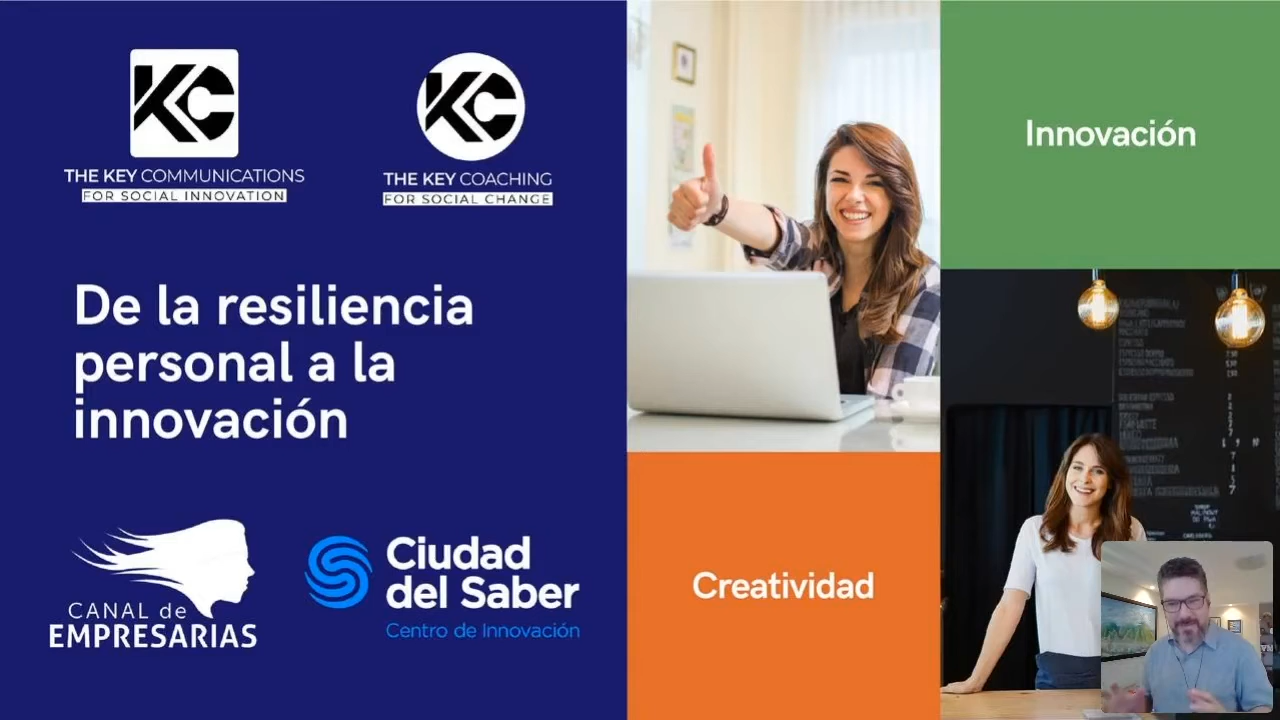 KC
THE KEY COMMUNICATIONS
FOR SOCIAL INNOVATION
KC
THE KEY COACHING
FOR SOCIAL CHANGE
De la resiliencia
personal a la
innovación
CANAL de
EMPRESARIAS
Ciudad
del Saber
Centro de Innovación
Innovación
Creatividad